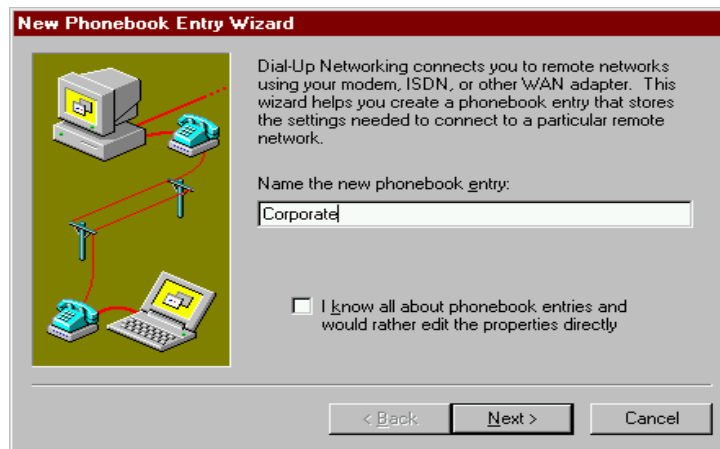 New Phonebook Entry Wizard
Dial-Up Networking connects you to remote networks
using your modem, ISDN, or other WAN adapter.  This
wizard helps you create a phonebook entry that stores
the settings needed to connect to a particular remote
network.
Name the new phonebook entry:
Corporate
I know all about phonebook entries and
would rather edit the properties directly
< Back Next > Cancel